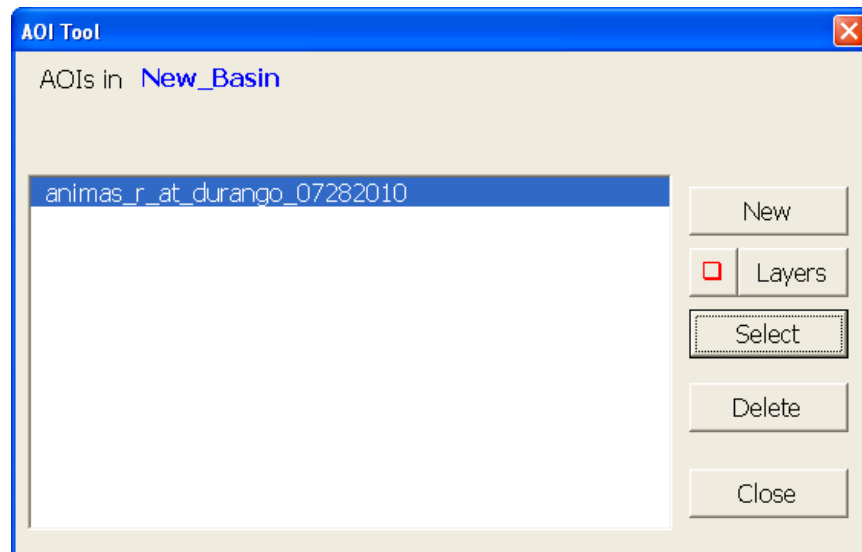 AOI Tool
AOIs in New_Basin
animas_r_at_durango_07282010
New
Layers
Select
Delete
Close